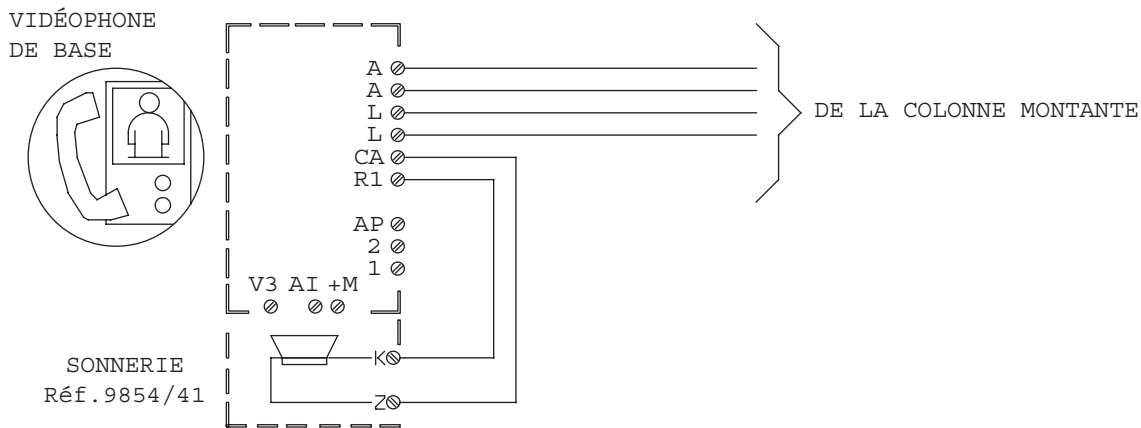 VIDÉOPHONE
DE BASE
A
A
L
L
CA
R1
AP
2
1
DE LA COLONNE MONTANTE
V3 AI +M
SONNERIE
Réf.9854/41
K
Z